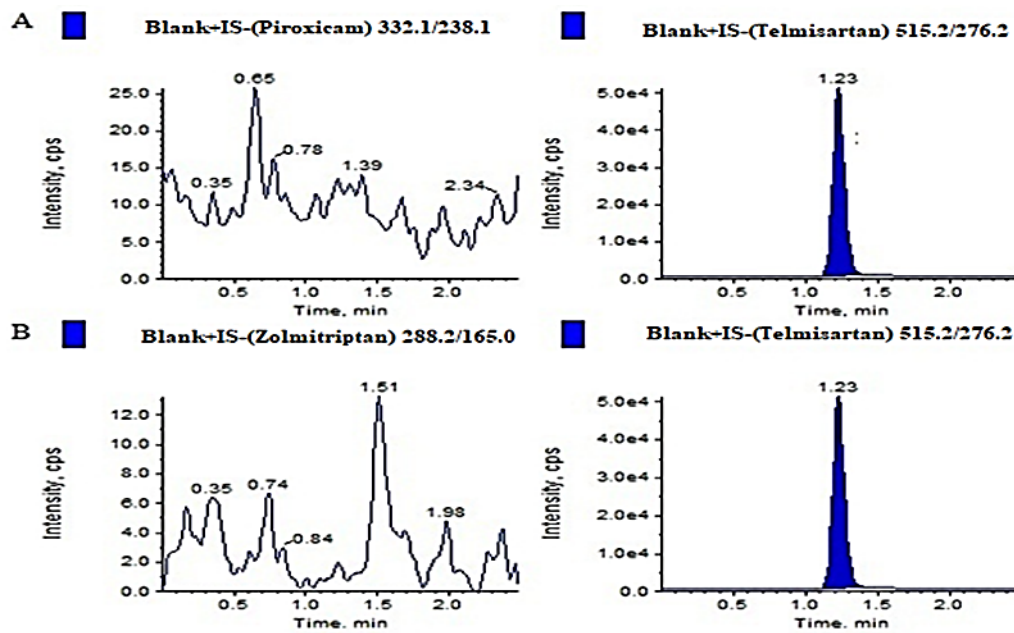 A Blank+IS-(Piroxicam) 332.1/238.1
Blank+IS-(Telmisartan) 515.2/276.2
Intensity, cps
25.0
20.0
15.0
10.0
5.0
0.0
0.65
0.78
0.35
1.39
2.34
0.5 1.0 1.5 2.0
Time, min
Intensity, cps
5.0e4
4.0e4
3.0e4
2.0e4
1.0e4
0.0
1.23
0.5 1.0 1.5 2.0
Time, min
B Blank+IS-(Zolmitriptan) 288.2/165.0
Blank+IS-(Telmisartan) 515.2/276.2
Intensity, cps
12.0
10.0
8.0
6.0
4.0
2.0
0.0
1.51
0.35
0.74
0.84
1.98
0.5 1.0 1.5 2.0
Time, min
Intensity, cps
5.0e4
4.0e4
3.0e4
2.0e4
1.0e4
0.0
1.23
0.5 1.0 1.5 2.0
Time, min